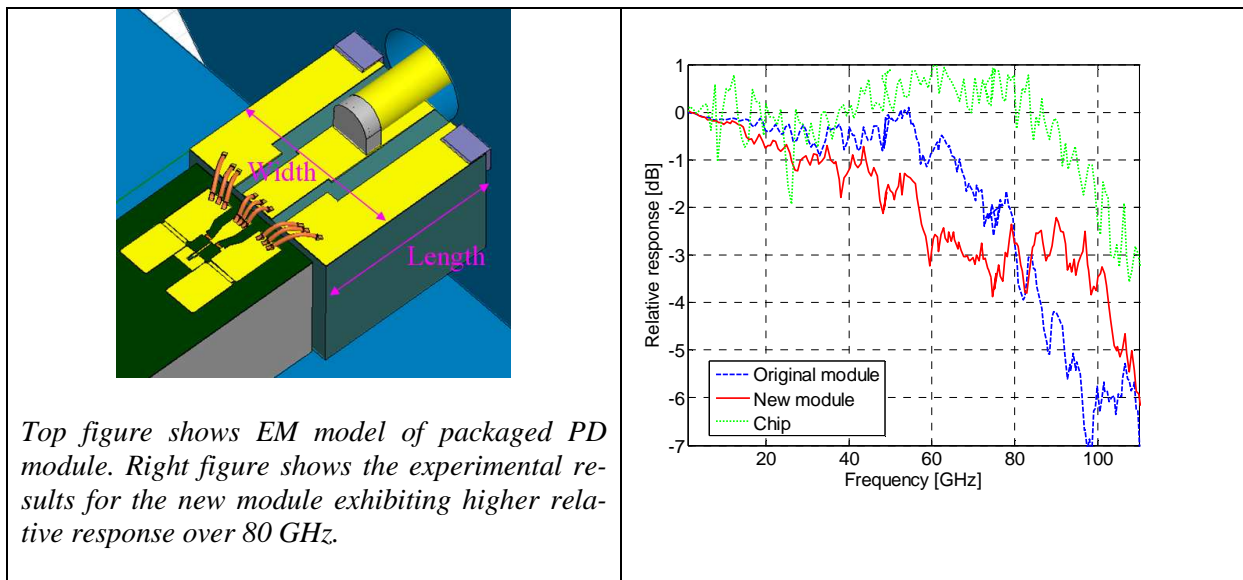 Width
Length
Top figure shows EM model of packaged PD
module. Right figure shows the experimental re-
sults for the new module exhibiting higher rela-
tive response over 80 GHz.
1
0
-1
-2
-3
-4
-5
-6
-7
Relative response [dB]
Original module
New module
Chip
20 40 60 80 100
Frequency [GHz]